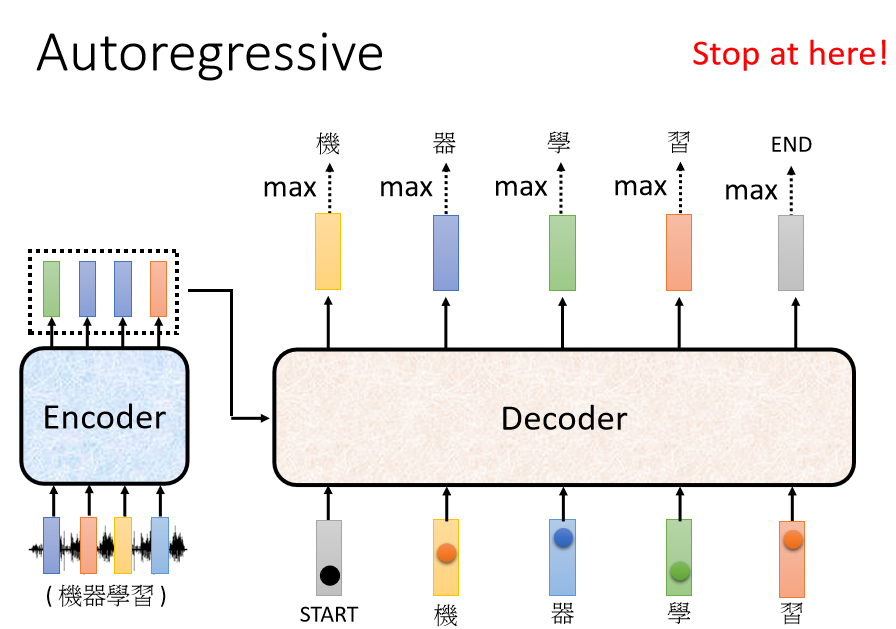 Autoregressive
Stop at here!
機 器 學 習 END
max max max max max
Encoder
Decoder
(機器學習)
START 機 器 學 習